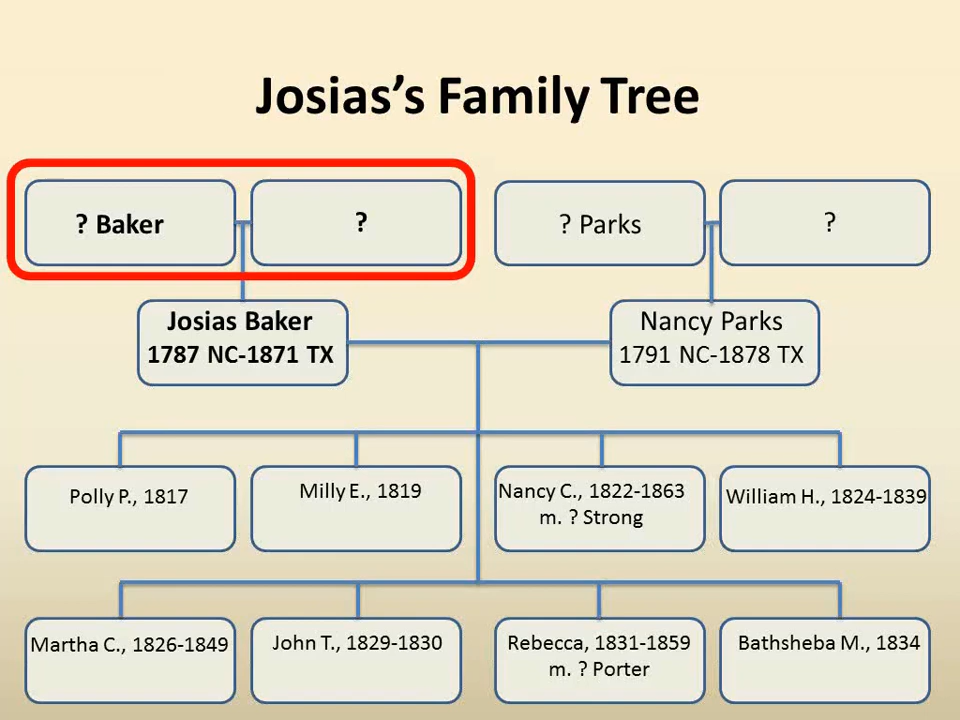 Josias's Family Tree
? Baker
?
? Parks
?
Josias Baker
1787 NC-1871 TX
Nancy Parks
1791 NC-1878 TX
Polly P., 1817
Milly E., 1819
Nancy C., 1822-1863
m. ? Strong
William H., 1824-1839
Martha C., 1826-1849
John T., 1829-1830
Rebecca, 1831-1859
m. ? Porter
Bathsheba M., 1834